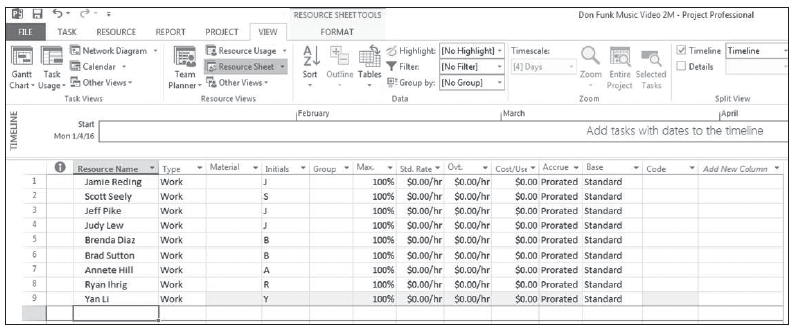 RESOURCE SHEET TOOLS Don Funk Music Video 2M - Project Professional
FILE TASK RESOURCE REPORT PROJECT VIEW FORMAT
Network Diagram Resource Usage Highlight: [No Highlight] Timescale: Timeline Timeline
Calendar Resource Sheet Filter: [No Filter] [4] Days Details
Gantt Chart Task Usage Other Views Team Planner Other Views Sort Outline Tables Group by: [No Group] Zoom Entire Project Selected Tasks
Task Views Resource Views Data Zoom Split View
TIMELINE
February March April
Start
Mon 1/4/16
Add tasks with dates to the timeline
Resource Name Type Material Initials Group Max. Std. Rate Ovt. Cost/Use Accrue Base Code Add New Column
1 Jamie Reding Work J 100% $0.00/hr $0.00/hr $0.00 Prorated Standard
2 Scott Seely Work S 100% $0.00/hr $0.00/hr $0.00 Prorated Standard
3 Jeff Pike Work J 100% $0.00/hr $0.00/hr $0.00 Prorated Standard
4 Judy Lew Work J 100% $0.00/hr $0.00/hr $0.00 Prorated Standard
5 Brenda Diaz Work B 100% $0.00/hr $0.00/hr $0.00 Prorated Standard
6 Brad Sutton Work B 100% $0.00/hr $0.00/hr $0.00 Prorated Standard
7 Annete Hill Work A 100% $0.00/hr $0.00/hr $0.00 Prorated Standard
8 Ryan Ihrig Work R 100% $0.00/hr $0.00/hr $0.00 Prorated Standard
9 Yan Li Work Y 100% $0.00/hr $0.00/hr $0.00 Prorated Standard